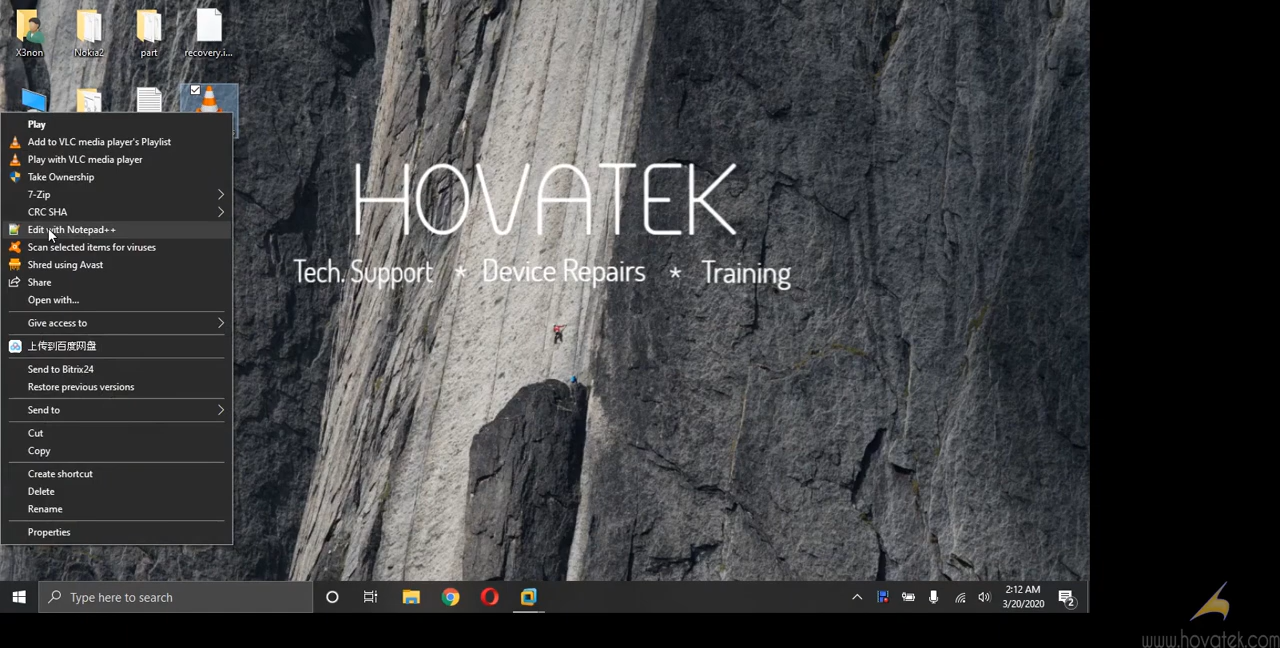 X3non
Nokia2
part
recovery.i...
Play
Add to VLC media player's Playlist
Play with VLC media player
Take Ownership
7-Zip
CRC SHA
Edit with Notepad++
Scan selected items for viruses
Shred using Avast
Share
Open with...
Give access to
上传到百度网盘
Send to Bitrix24
Restore previous versions
Send to
Cut
Copy
Create shortcut
Delete
Rename
Properties
HOVATEK
Tech. Support * Device Repairs * Training
Type here to search
2:12 AM
3/20/2020
2
www.hovatek.com